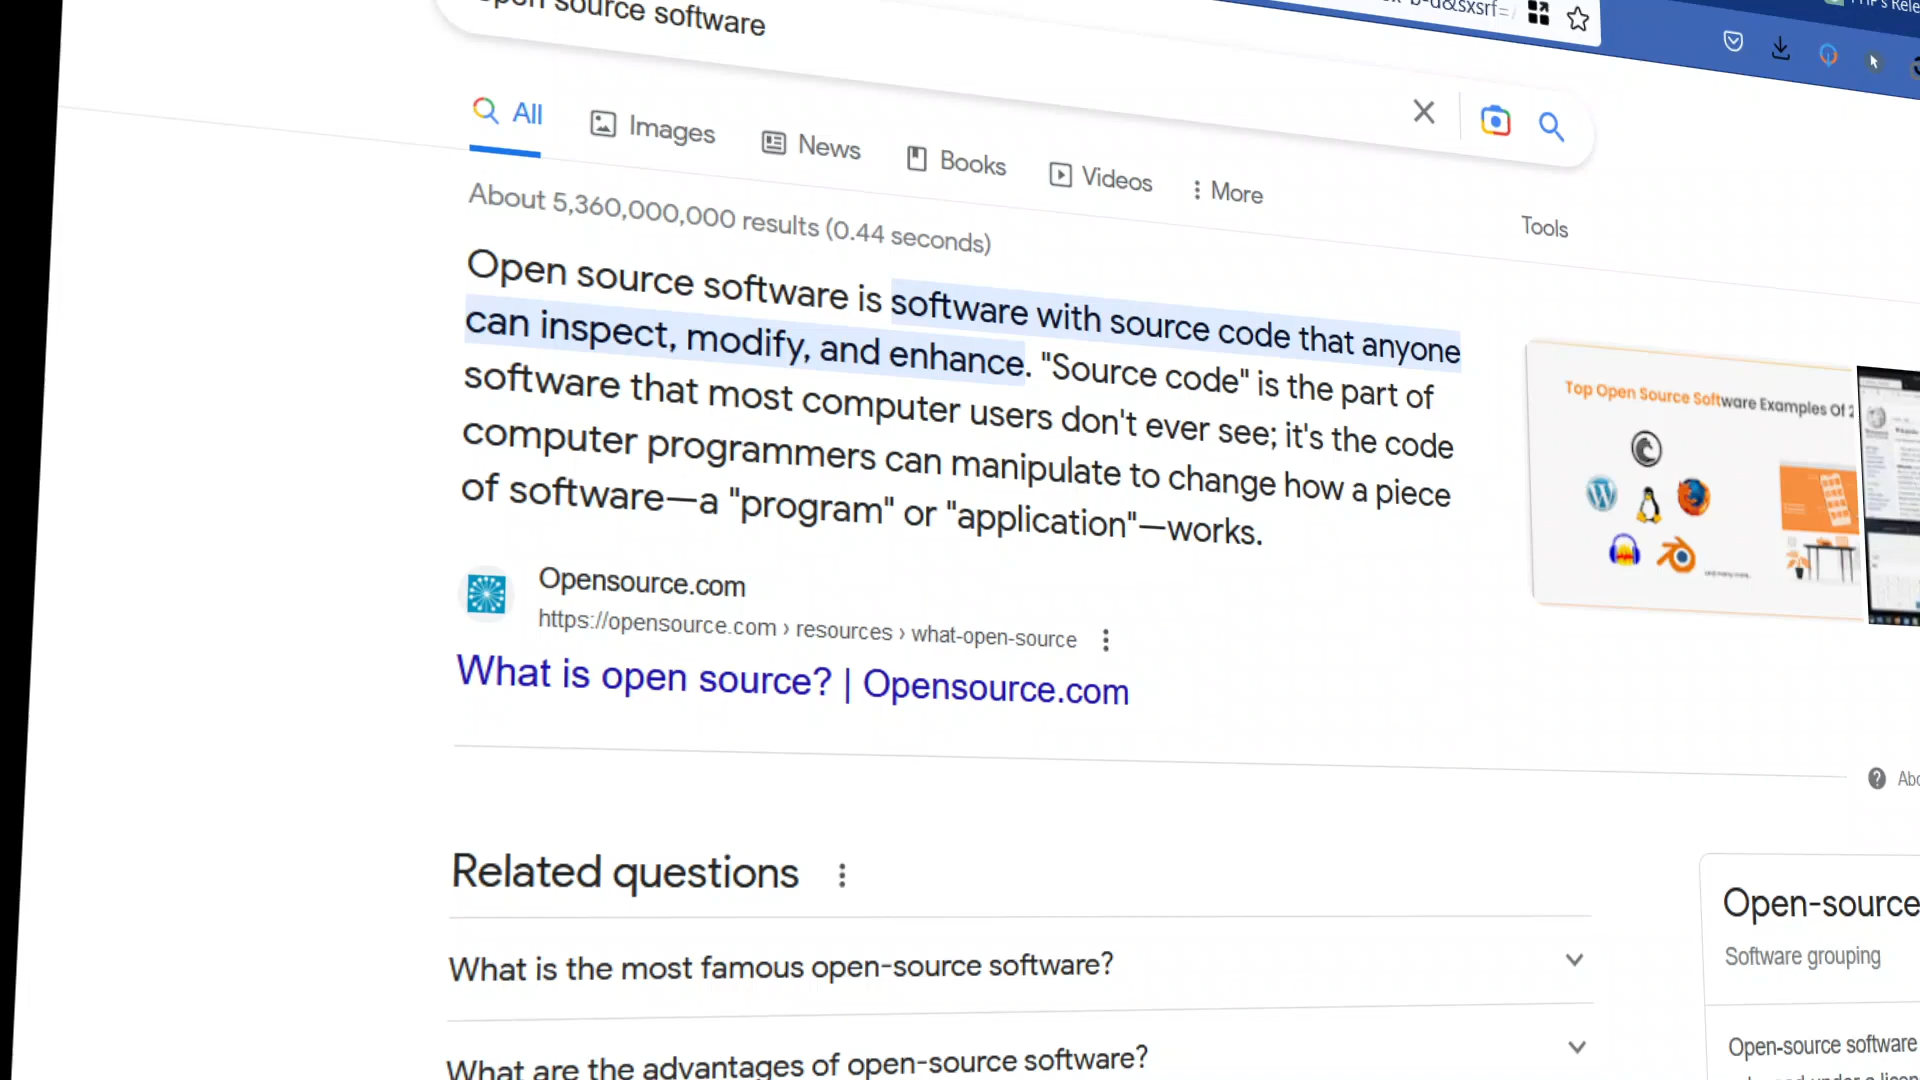 source software
All
Images
News
Books
Videos
More
Tools
About 5,360,000,000 results (0.44 seconds)
Open source software is software with source code that anyone
can inspect, modify, and enhance. "Source code" is the part of
software that most computer users don't ever see; it's the code
computer programmers can manipulate to change how a piece
of software—a "program" or "application"—works.
Top Open Source Software Examples Of
Opensource.com
https://opensource.com › resources › what-open-source
What is open source? | Opensource.com
Related questions
What is the most famous open-source software?
What are the advantages of open-source software?
Open-source
Software grouping
Open-source software